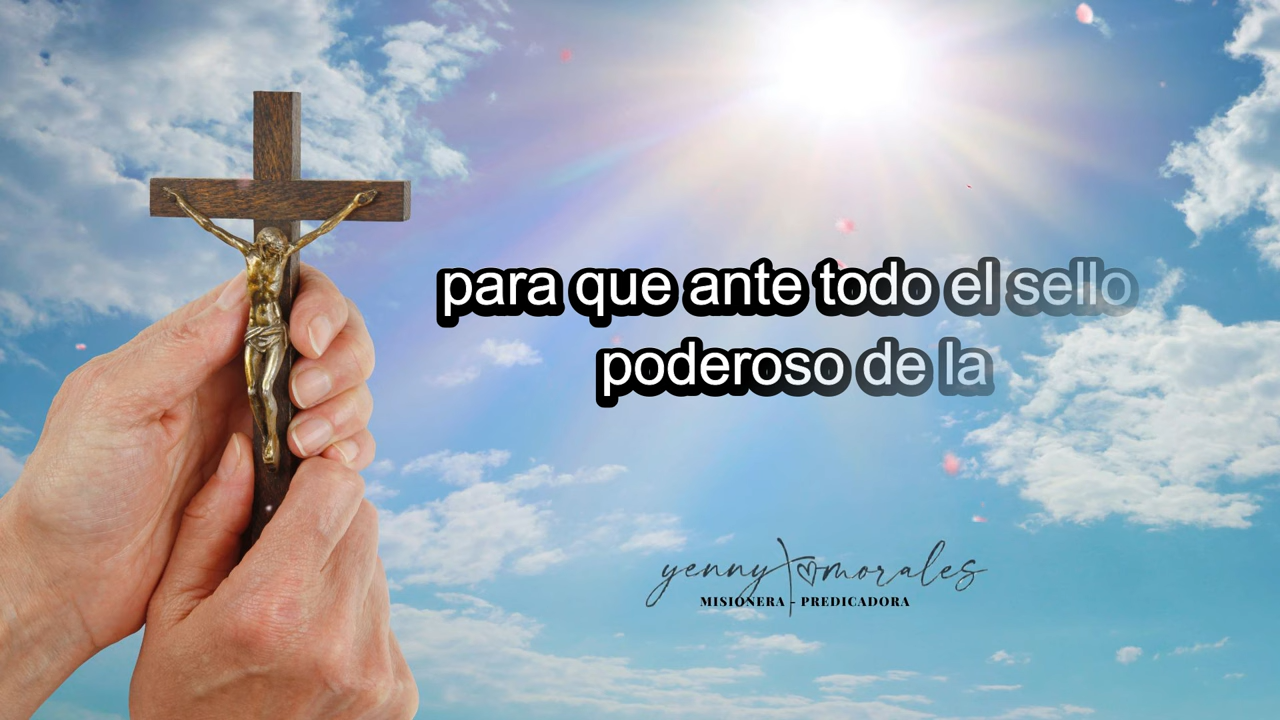 para que ante todo el sello
poderoso de la
yenny morales
MISIONERA - PREDICADORA